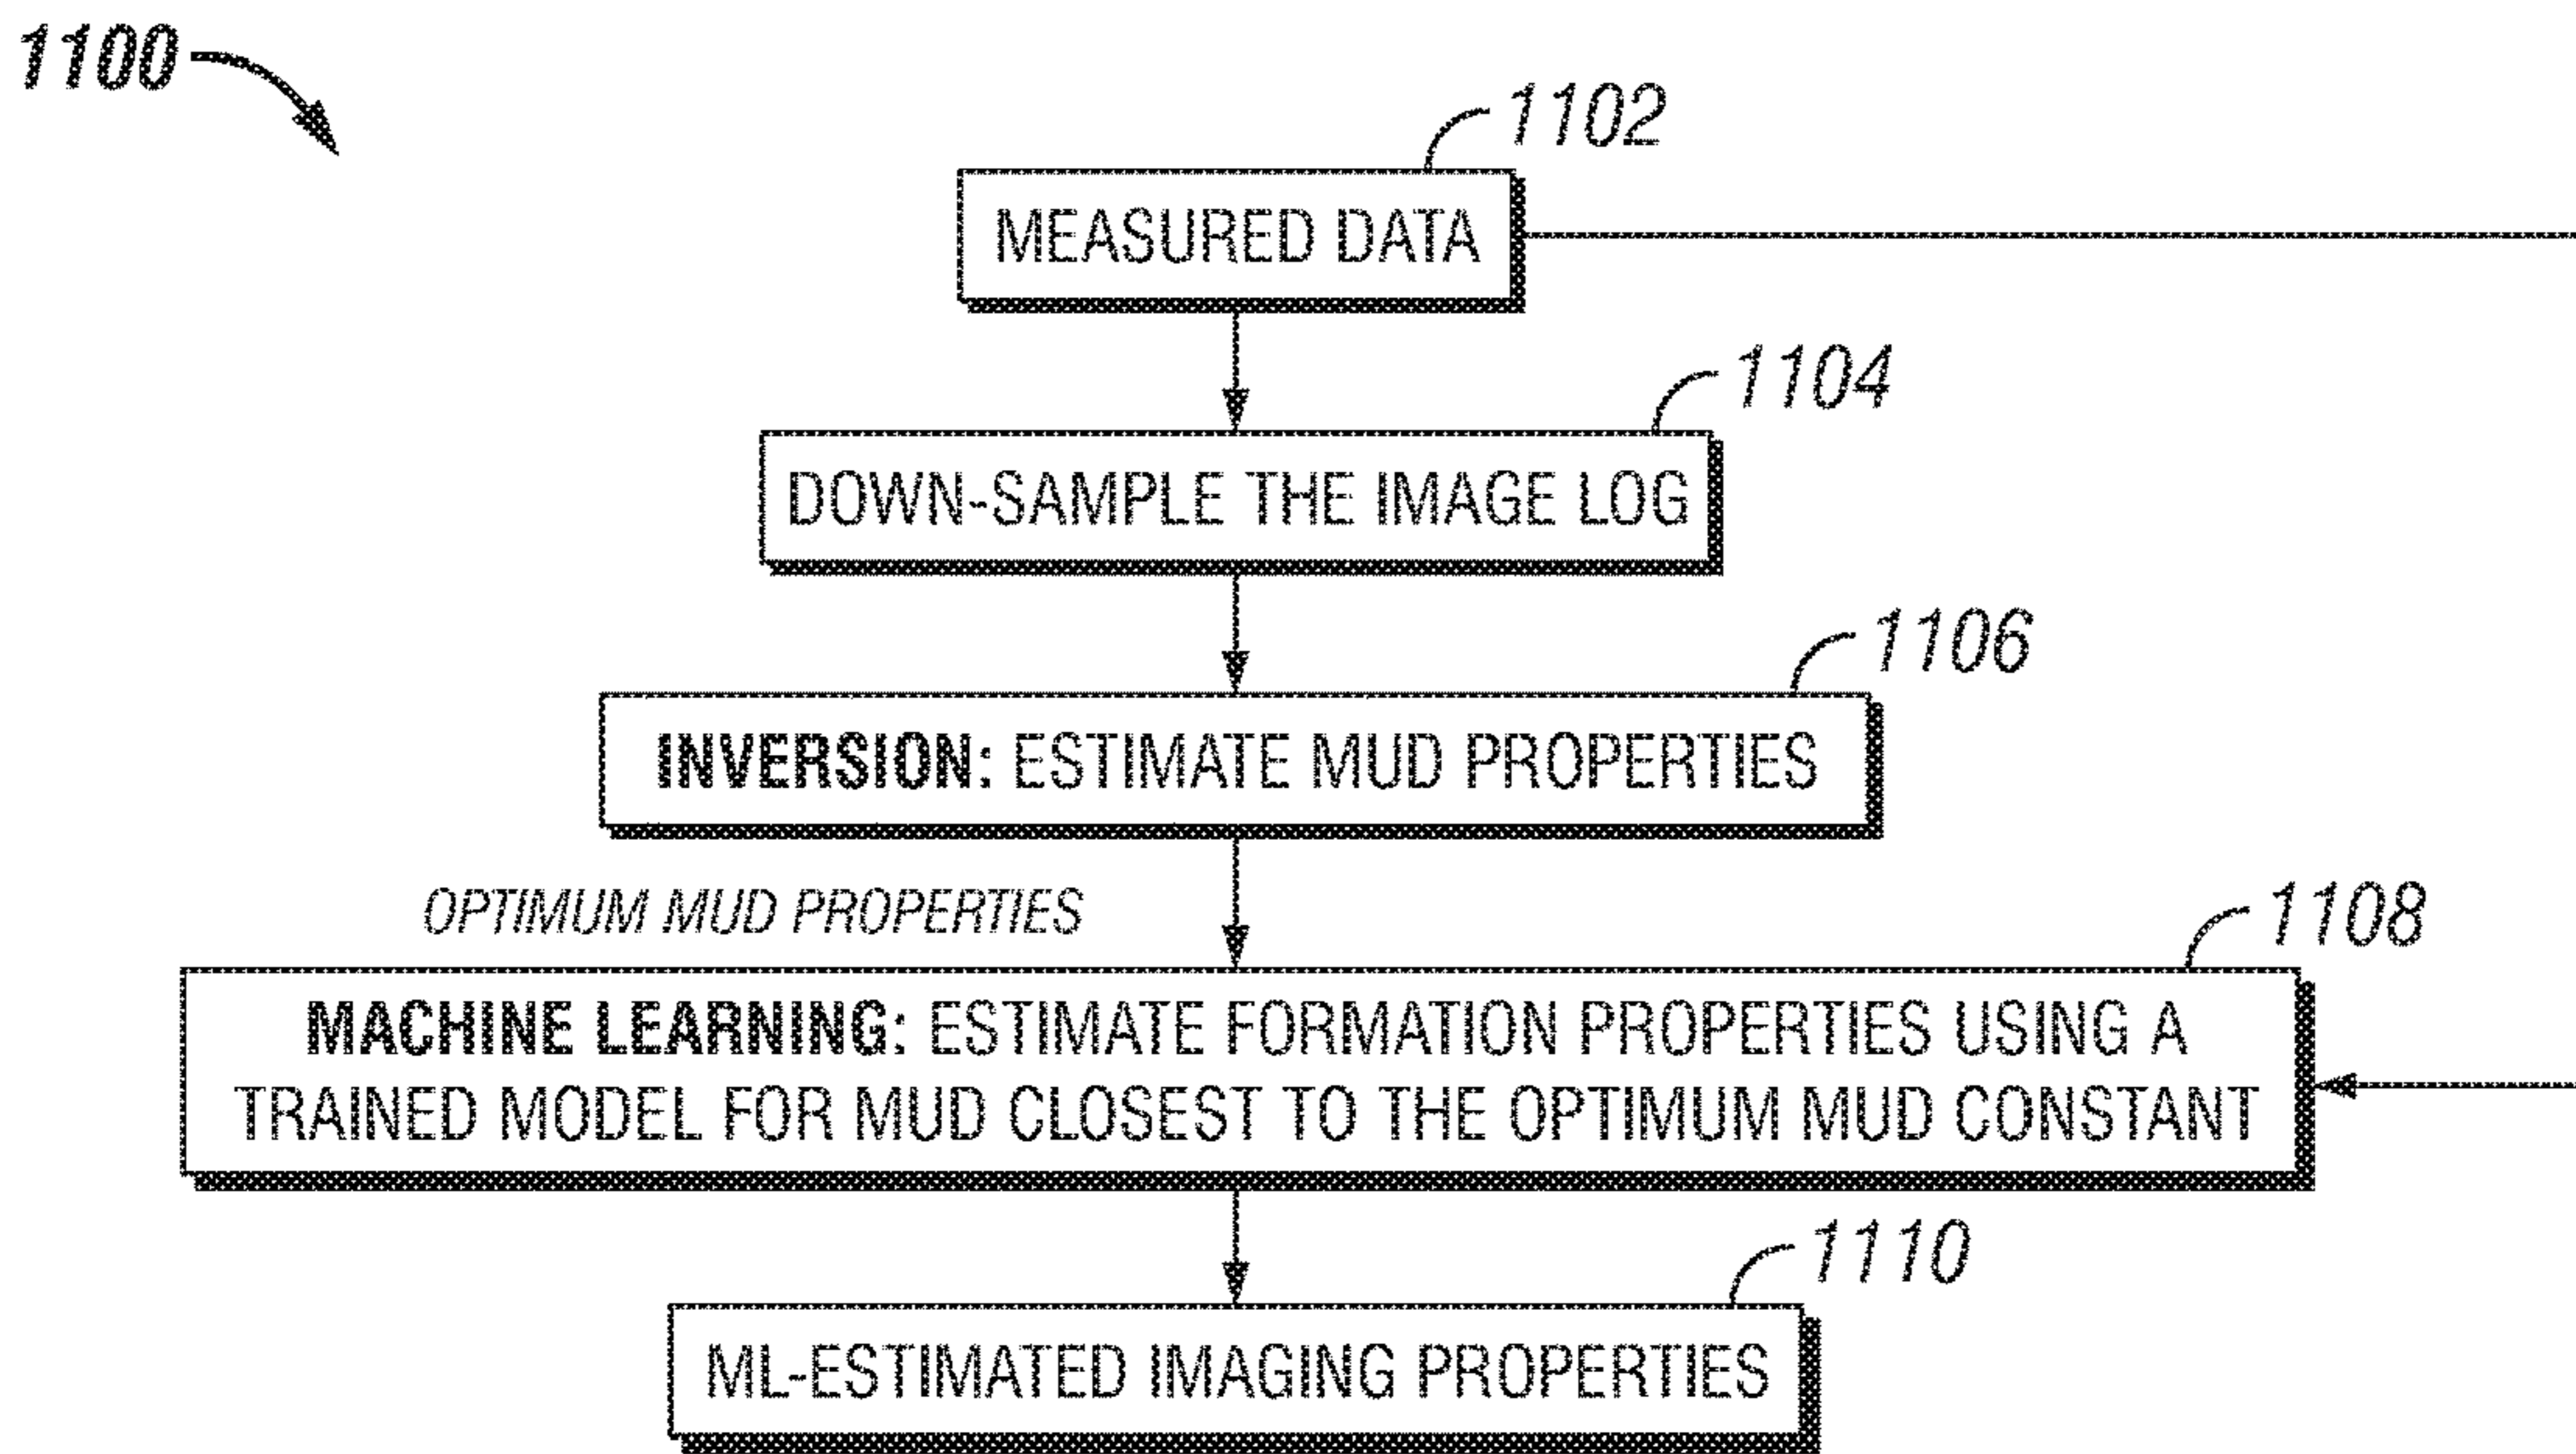 1100
1102
MEASURED DATA
1104
DOWN-SAMPLE THE IMAGE LOG
1106
INVERSION: ESTIMATE MUD PROPERTIES
OPTIMUM MUD PROPERTIES
1108
MACHINE LEARNING: ESTIMATE FORMATION PROPERTIES USING A
TRAINED MODEL FOR MUD CLOSEST TO THE OPTIMUM MUD CONSTANT
1110
ML-ESTIMATED IMAGING PROPERTIES